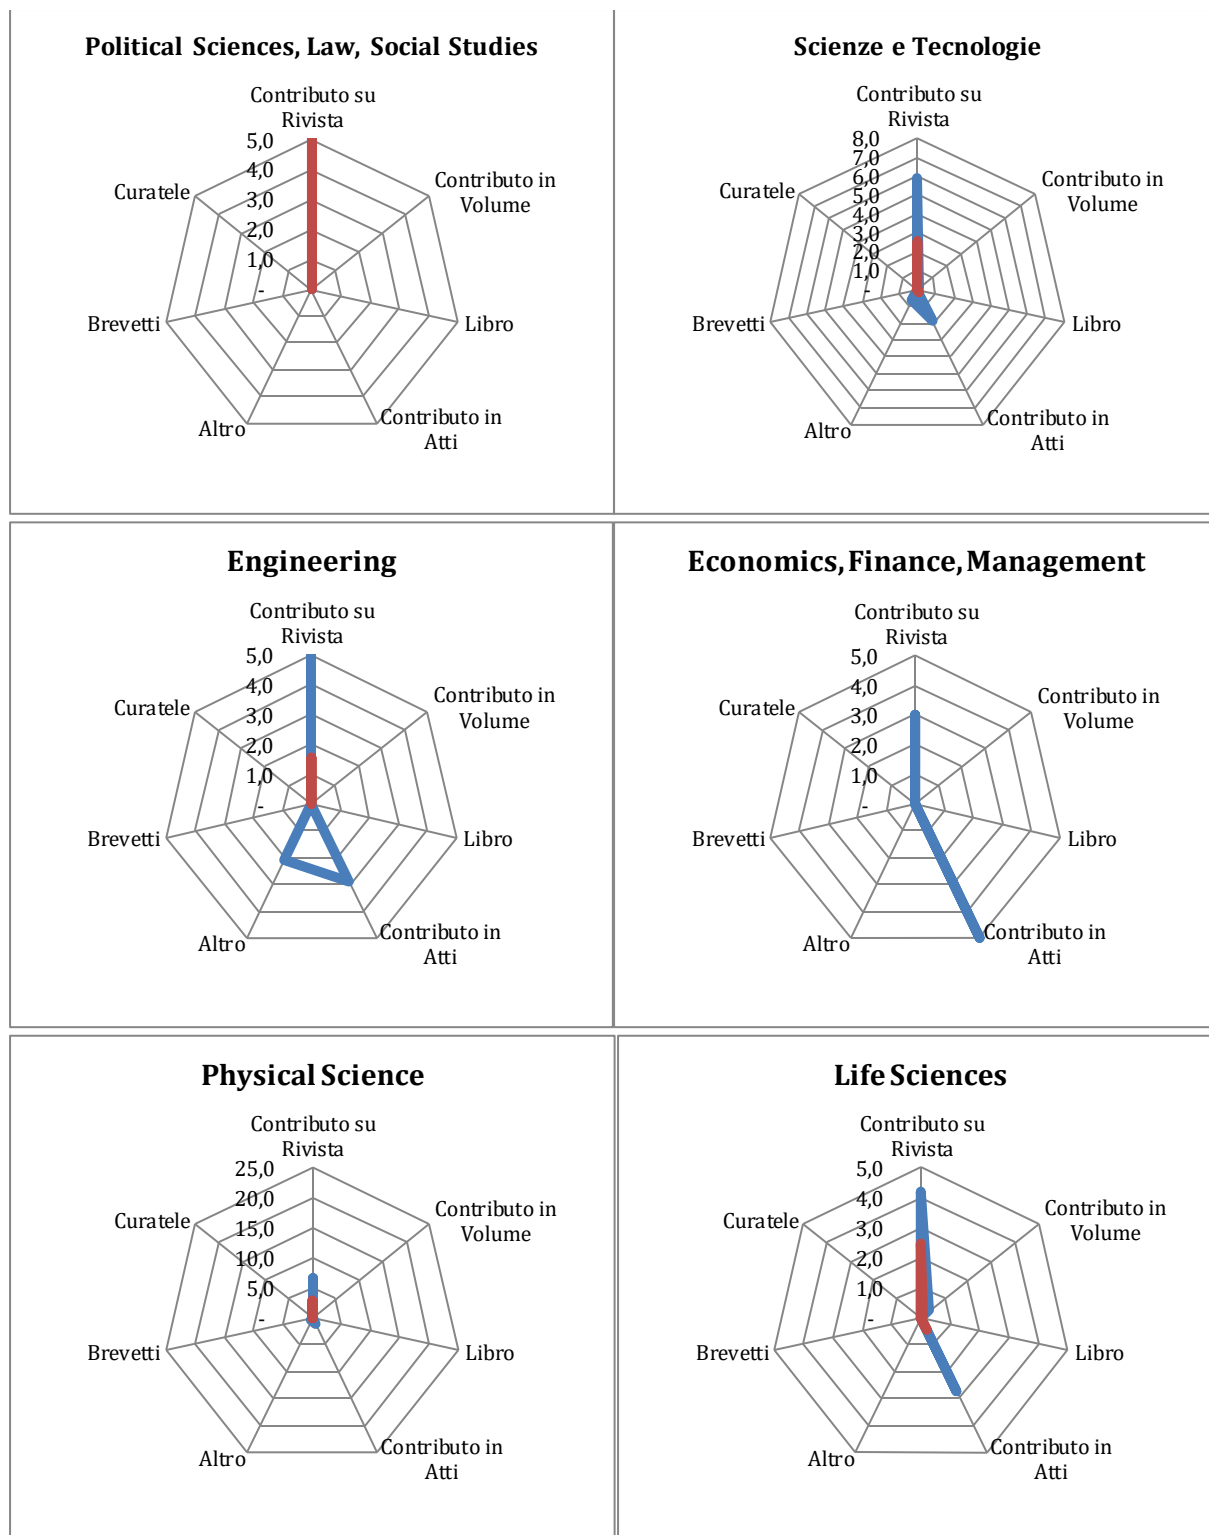 Political Sciences, Law, Social Studies
Contributo su
Rivista
5,0
4,0
3,0
2,0
1,0
-
Contributo in
Volume
Libro
Contributo in
Atti
Altro
Brevetti
Curatele
Scienze e Tecnologie
Contributo su
Rivista
8,0
7,0
6,0
5,0
4,0
3,0
2,0
1,0
-
Contributo in
Volume
Libro
Contributo in
Atti
Altro
Brevetti
Curatele
Engineering
Contributo su
Rivista
5,0
4,0
3,0
2,0
1,0
-
Contributo in
Volume
Libro
Contributo in
Atti
Altro
Brevetti
Curatele
Economics, Finance, Management
Contributo su
Rivista
5,0
4,0
3,0
2,0
1,0
-
Contributo in
Volume
Libro
Contributo in
Atti
Altro
Brevetti
Curatele
Physical Science
Contributo su
Rivista
25,0
20,0
15,0
10,0
5,0
-
Contributo in
Volume
Libro
Contributo in
Atti
Altro
Brevetti
Curatele
Life Sciences
Contributo su
Rivista
5,0
4,0
3,0
2,0
1,0
-
Contributo in
Volume
Libro
Contributo in
Atti
Altro
Brevetti
Curatele